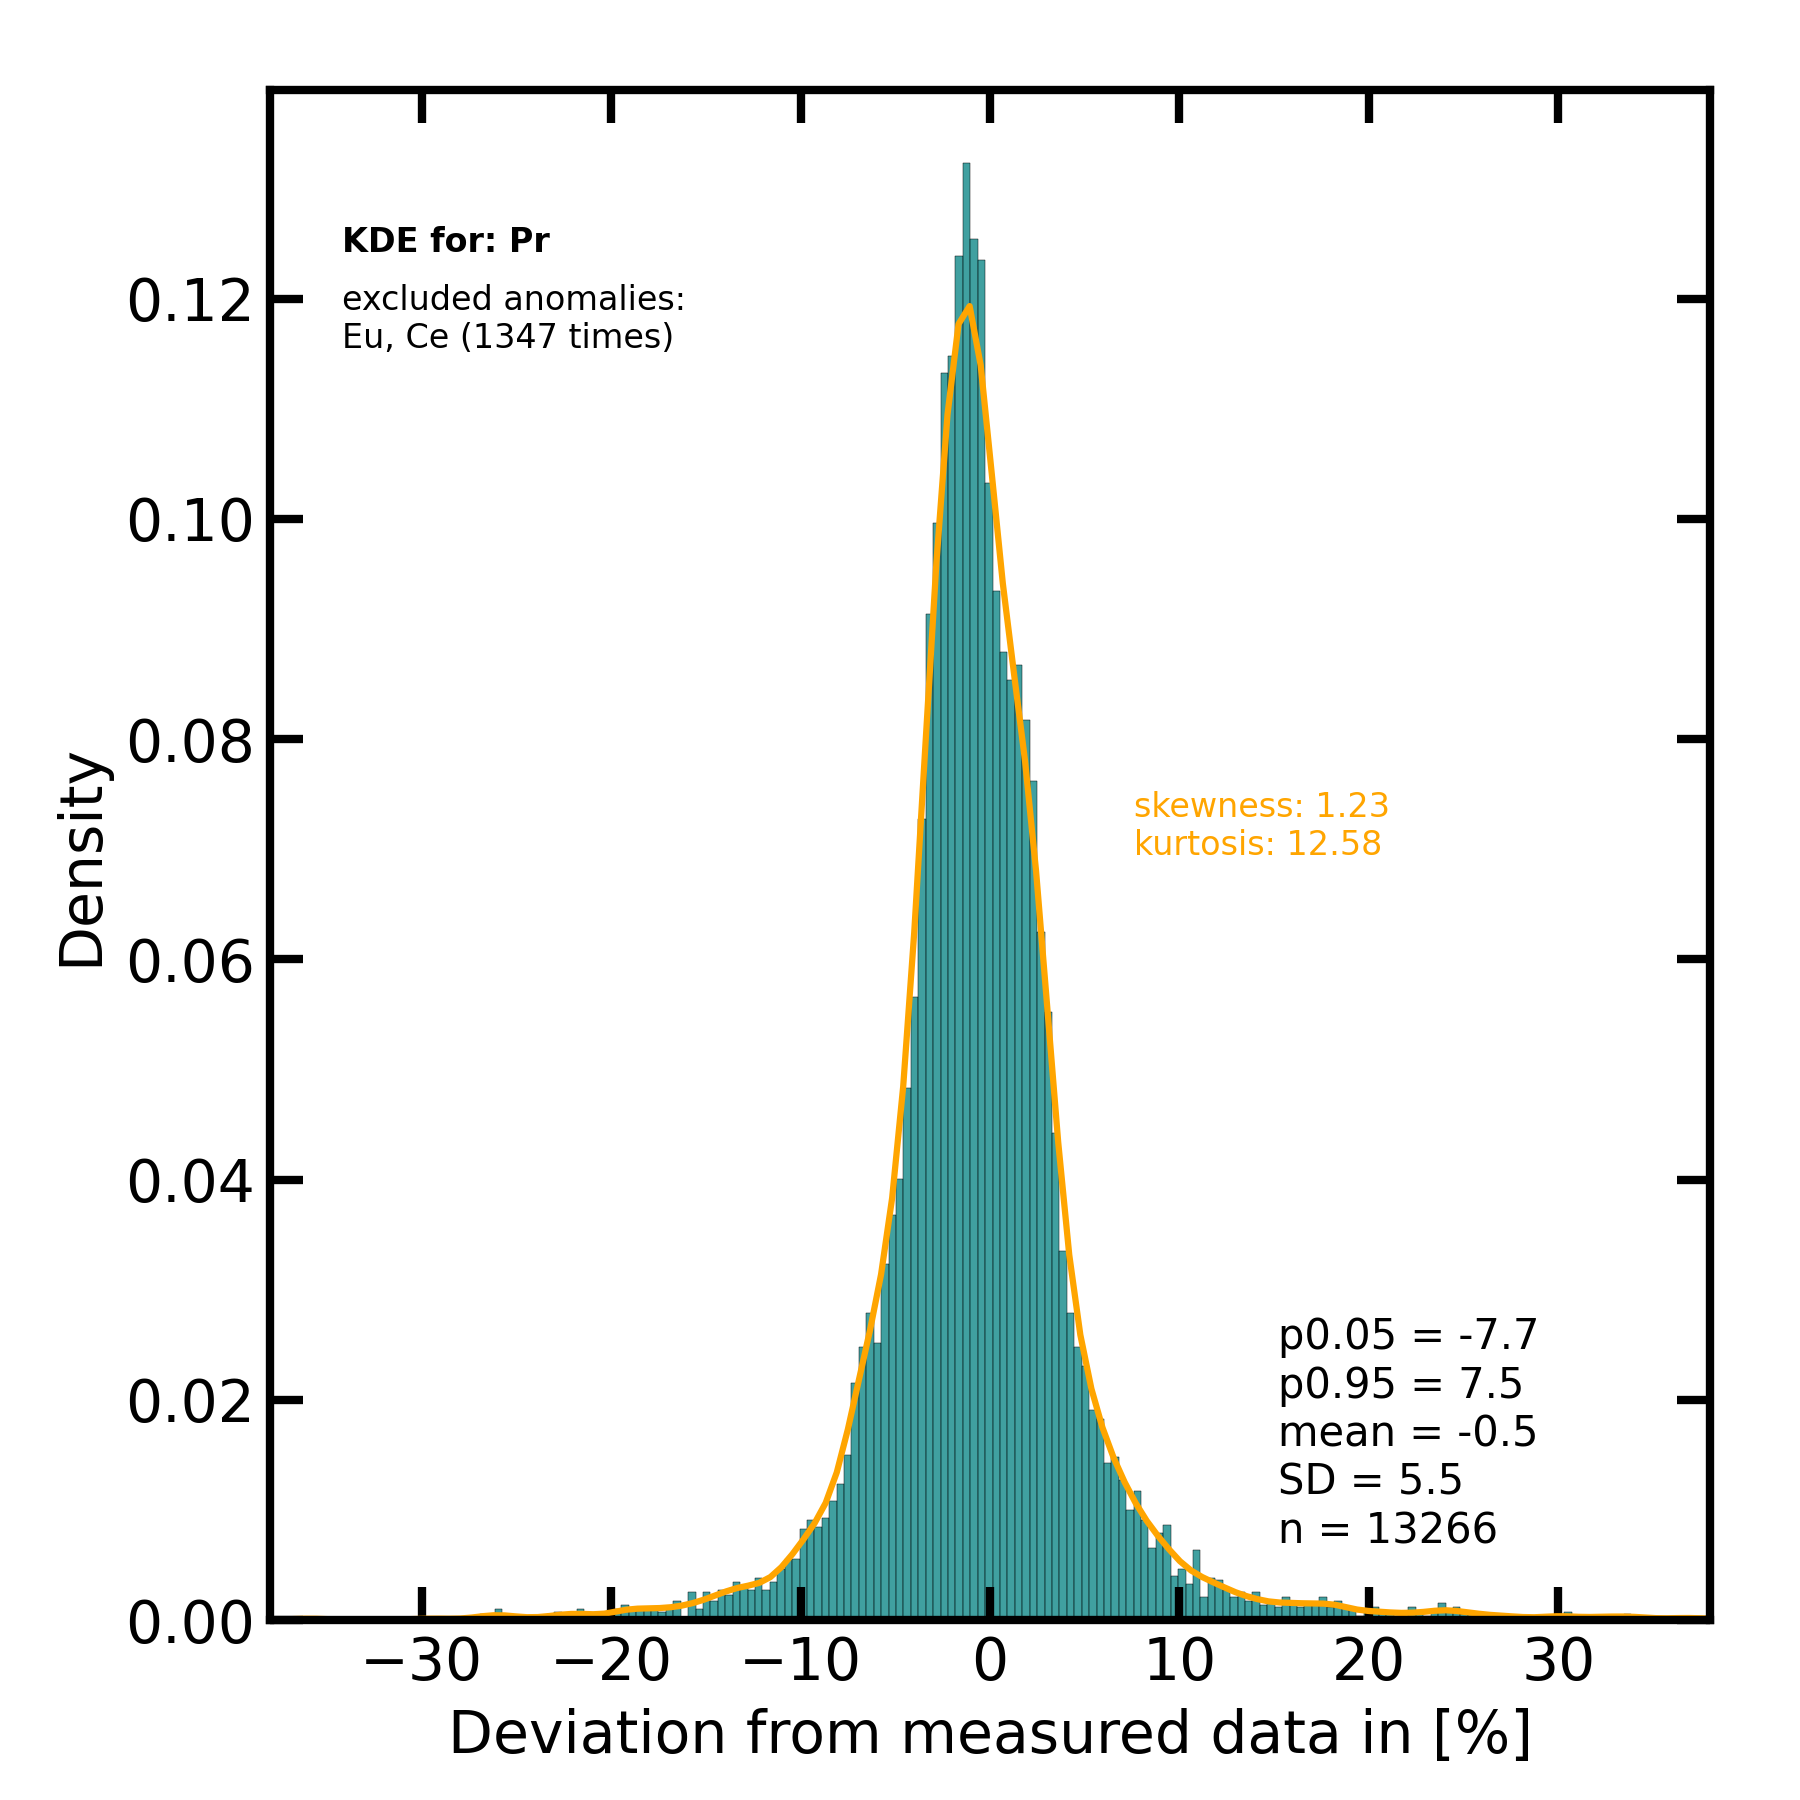 KDE for: Pr
excluded anomalies:
Eu, Ce (1347 times)
0.12
0.10
0.08
0.06
0.04
0.02
0.00
Density
skewness: 1.23
kurtosis: 12.58
p0.05 = -7.7
p0.95 = 7.5
mean = -0.5
SD = 5.5
n = 13266
−30 −20 −10 0 10 20 30
Deviation from measured data in [%]